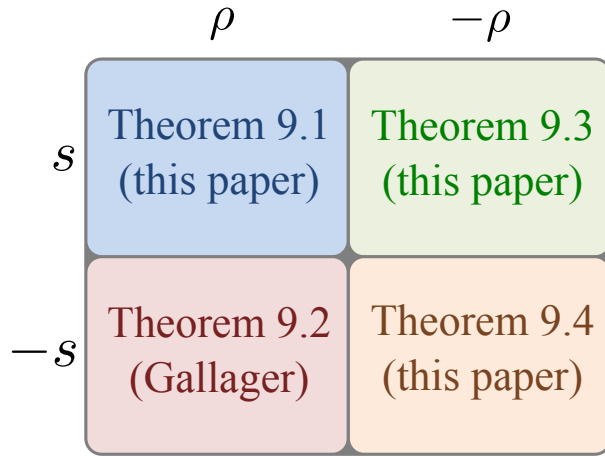 ρ
−ρ
s
Theorem 9.1
(this paper)
Theorem 9.3
(this paper)
−s
Theorem 9.2
(Gallager)
Theorem 9.4
(this paper)